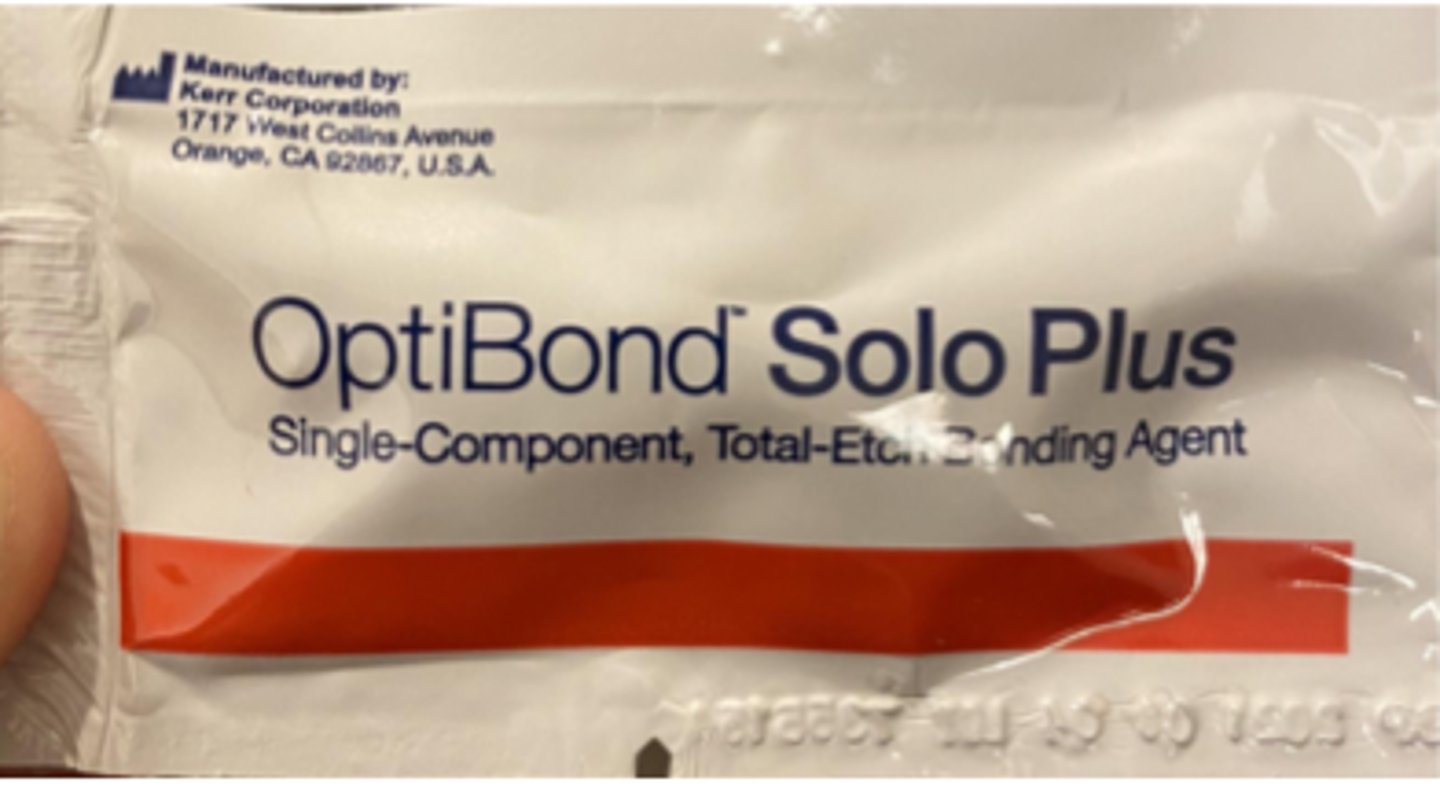 Manufactured by:
Kerr Corporation
1717 West Collins Avenue
Orange, CA 92867, U.S.A.
OptiBond™ Solo Plus
Single-Component, Total-Etch Bonding Agent